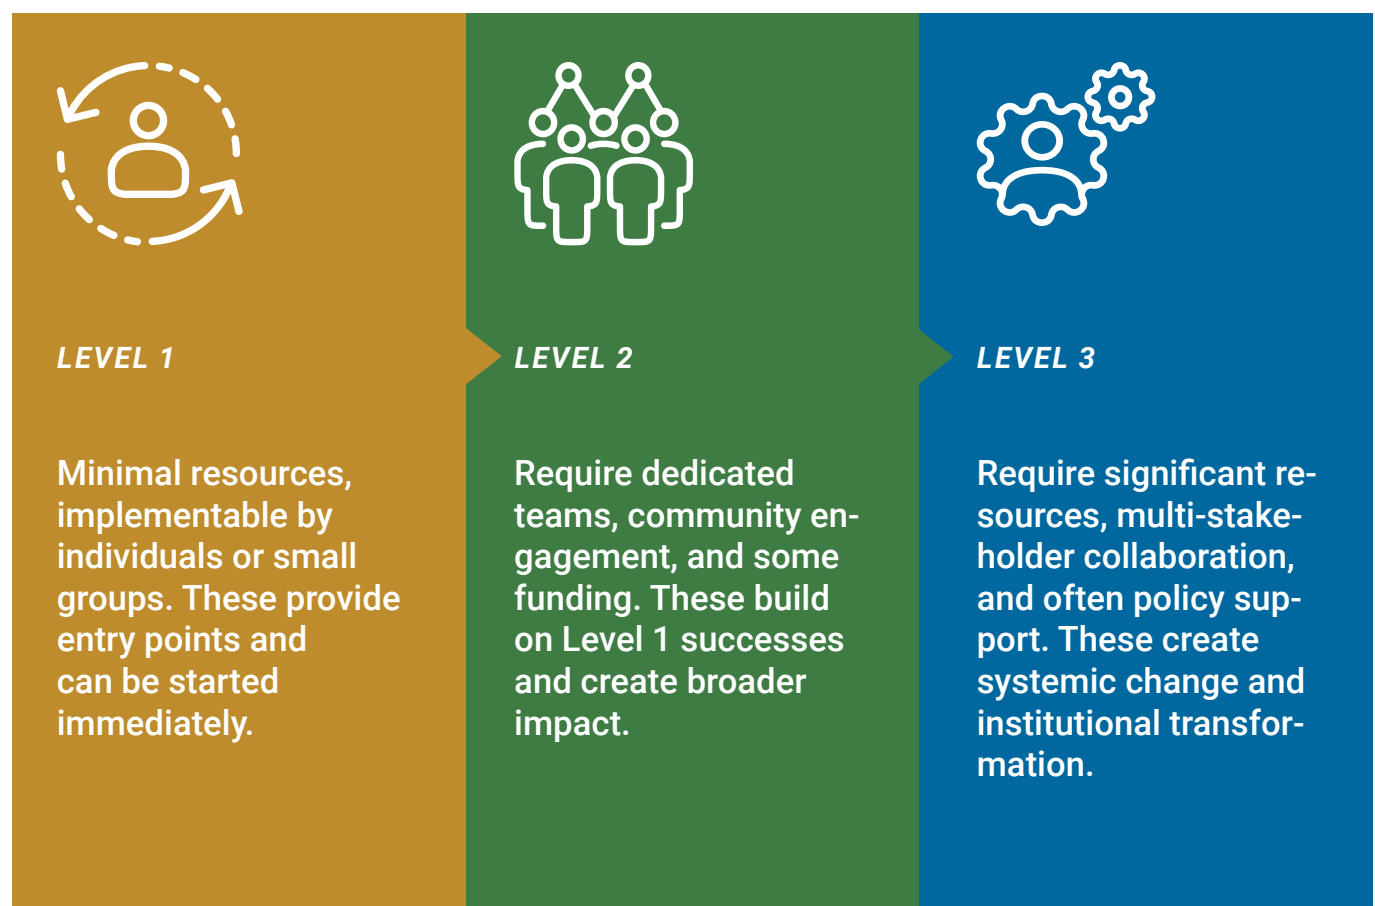 LEVEL 1
Minimal resources,
implementable by
individuals or small
groups. These provide
entry points and
can be started
immediately.
LEVEL 2
Require dedicated
teams, community en-
gagement, and some
funding. These build
on Level 1 successes
and create broader
impact.
LEVEL 3
Require significant re-
sources, multi-stake-
holder collaboration,
and often policy sup-
port. These create
systemic change and
institutional transfor-
mation.